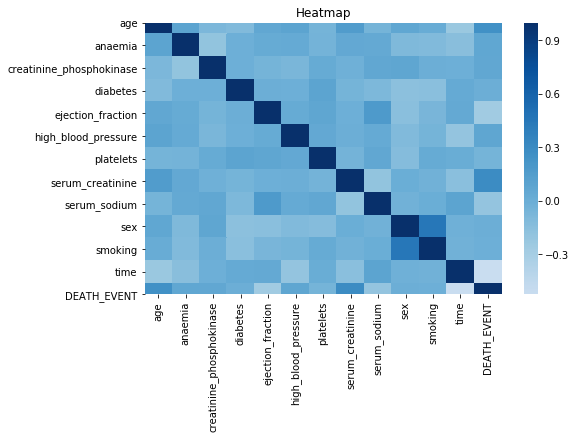 Heatmap
age
anaemia
creatinine_phosphokinase
diabetes
ejection_fraction
high_blood_pressure
platelets
serum_creatinine
serum_sodium
sex
smoking
time
DEATH_EVENT
age
anaemia
creatinine_phosphokinase
diabetes
ejection_fraction
high_blood_pressure
platelets
serum_creatinine
serum_sodium
sex
smoking
time
DEATH_EVENT
0.9
0.6
0.3
0.0
−0.3